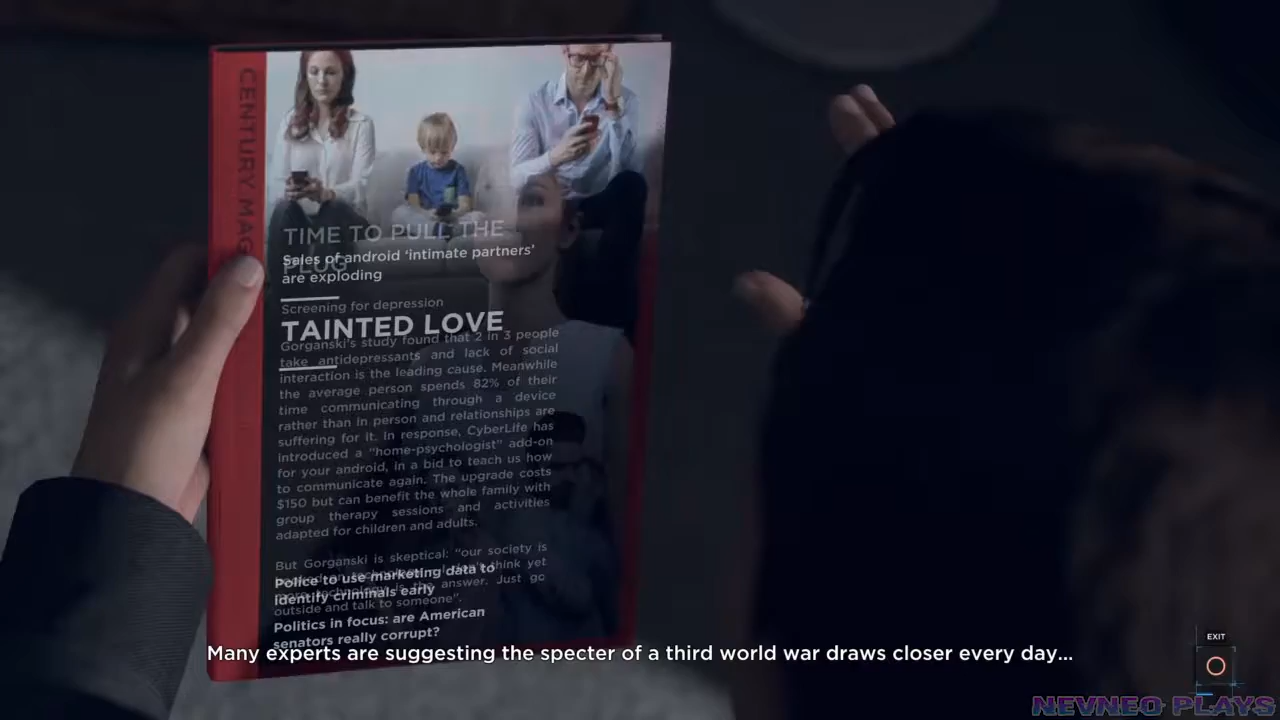 CENTURY MAG
TIME TO PULL THE
PLUG
Sales of android ‘intimate partners’
are exploding
Screening for depression
TAINTED LOVE
Gorganski's study found that 2 in 3 people
take antidepressants and lack of social
interaction is the leading cause. Meanwhile
the average person spends 82% of their
time communicating through a device
rather than in person and relationships are
suffering for it. In response, CyberLife has
introduced a “home-psychologist” add-on
for your android, in a bid to teach us how
to communicate again. The upgrade costs
$150 but can benefit the whole family with
group therapy sessions and activities
adapted for children and adults.
But Gorganski is skeptical: “our society is
think yet
Police to use marketing data to
answer. Just go
identify criminals early
outside and talk to someone”.
Politics in focus: are American
senators really corrupt?
Many experts are suggesting the specter of a third world war draws closer every day...
EXIT
NEVNEO PLAYS